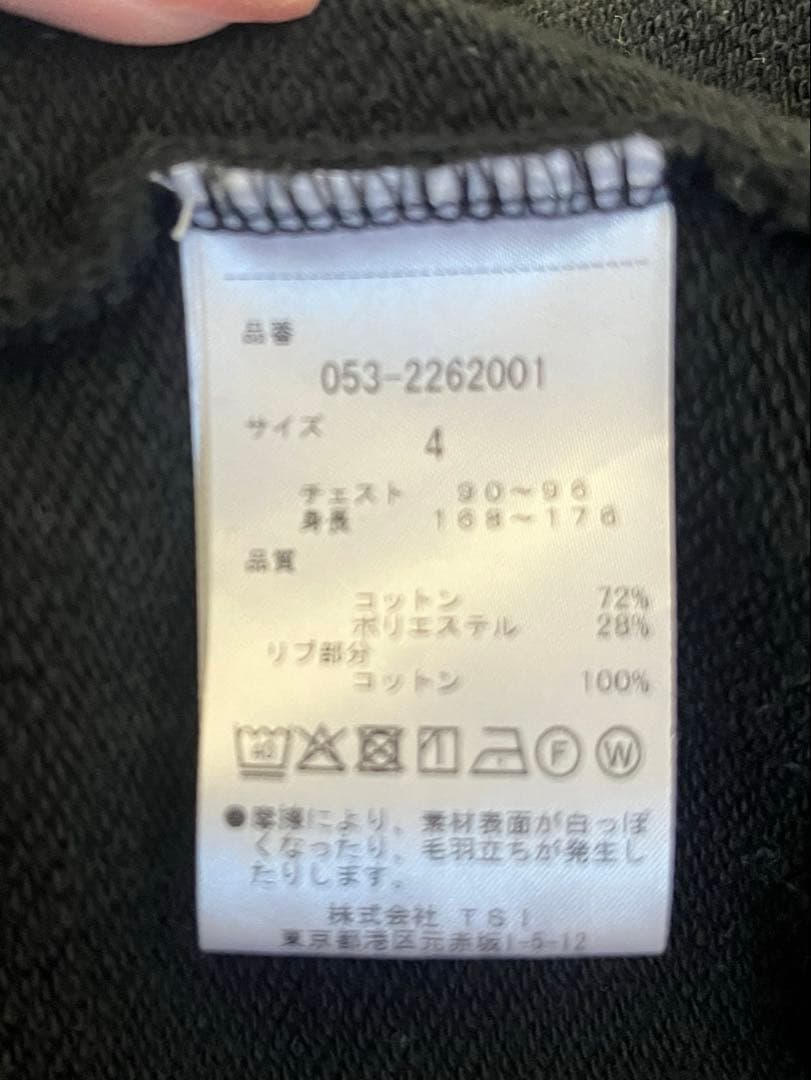 品番
053-2262001
サイズ 4
チェスト 90~96
身長 168~176
品質
コットン 72%
ポリエステル 28%
リブ部分
コットン 100%
40 F W
●摩擦により、素材表面が白っぽ
くなったり、毛羽立ちが発生し
たりします。
株式会社 TSI
東京都港区元赤坂1-5-12